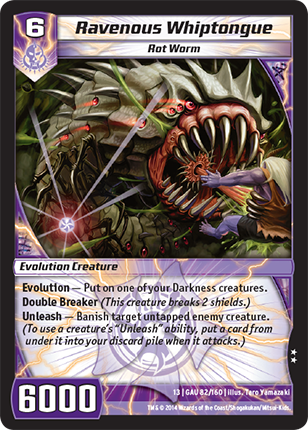 6
Ravenous Whiptongue
Rot Worm
Evolution Creature
Evolution — Put on one of your Darkness creatures.
Double Breaker (This creature breaks 2 shields.)
Unleash — Banish target untapped enemy creature.
(To use a creature's "Unleash" ability, put a card from
under it into your discard pile when it attacks.)
13 | GAU 82/160 | Illus. Taro Yamazaki
6000
TM & © 2014 Wizards of the Coast/Shogakukan/Mitsui-Kids.